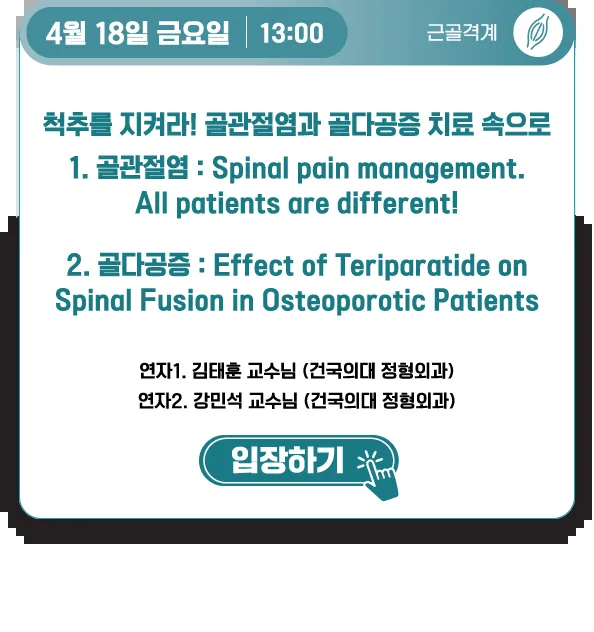 4월 18일 금요일 | 13:00 근골격계
척추를 지켜라! 골관절염과 골다공증 치료 속으로
1. 골관절염 : Spinal pain management.
All patients are different!
2. 골다공증 : Effect of Teriparatide on
Spinal Fusion in Osteoporotic Patients
연자1. 김태훈 교수님 (건국의대 정형외과)
연자2. 강민석 교수님 (건국의대 정형외과)
입장하기